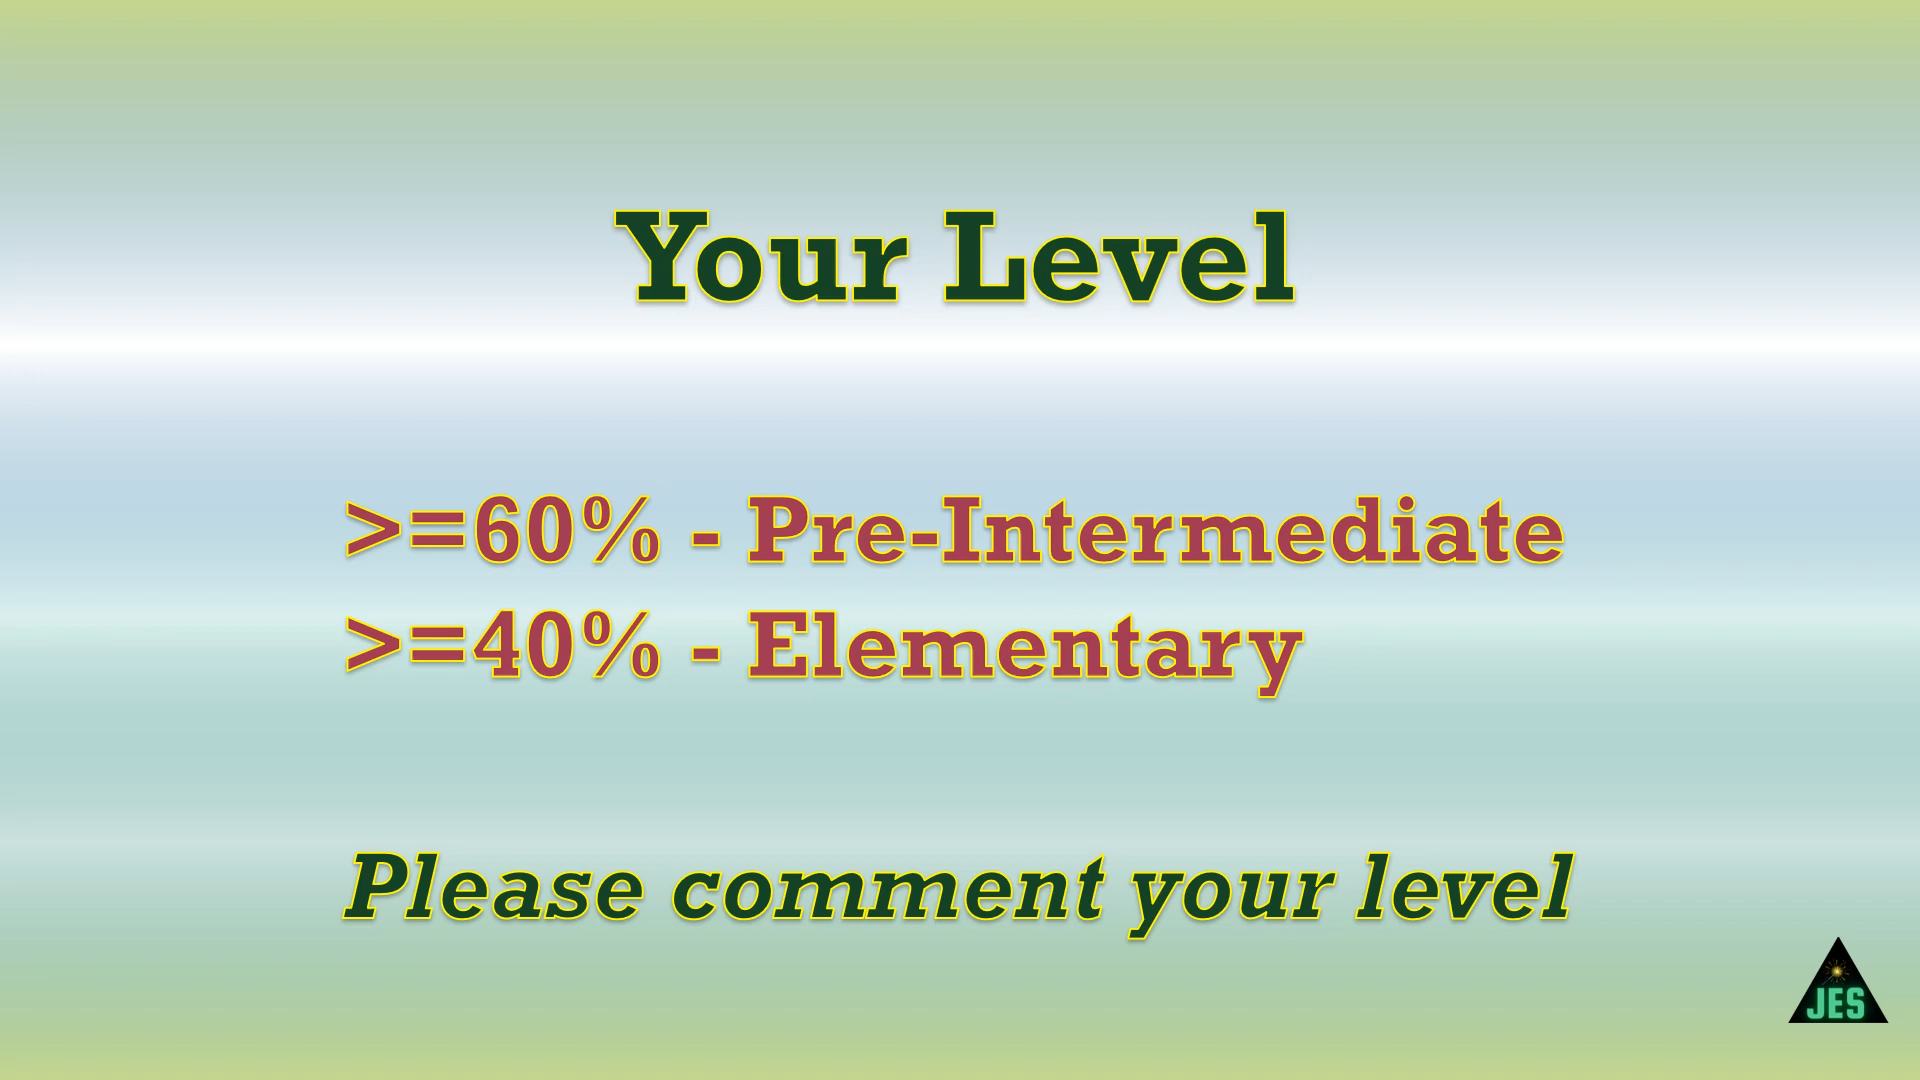 Your Level
>=60% - Pre-Intermediate
>=40% - Elementary
Please comment your level
JES